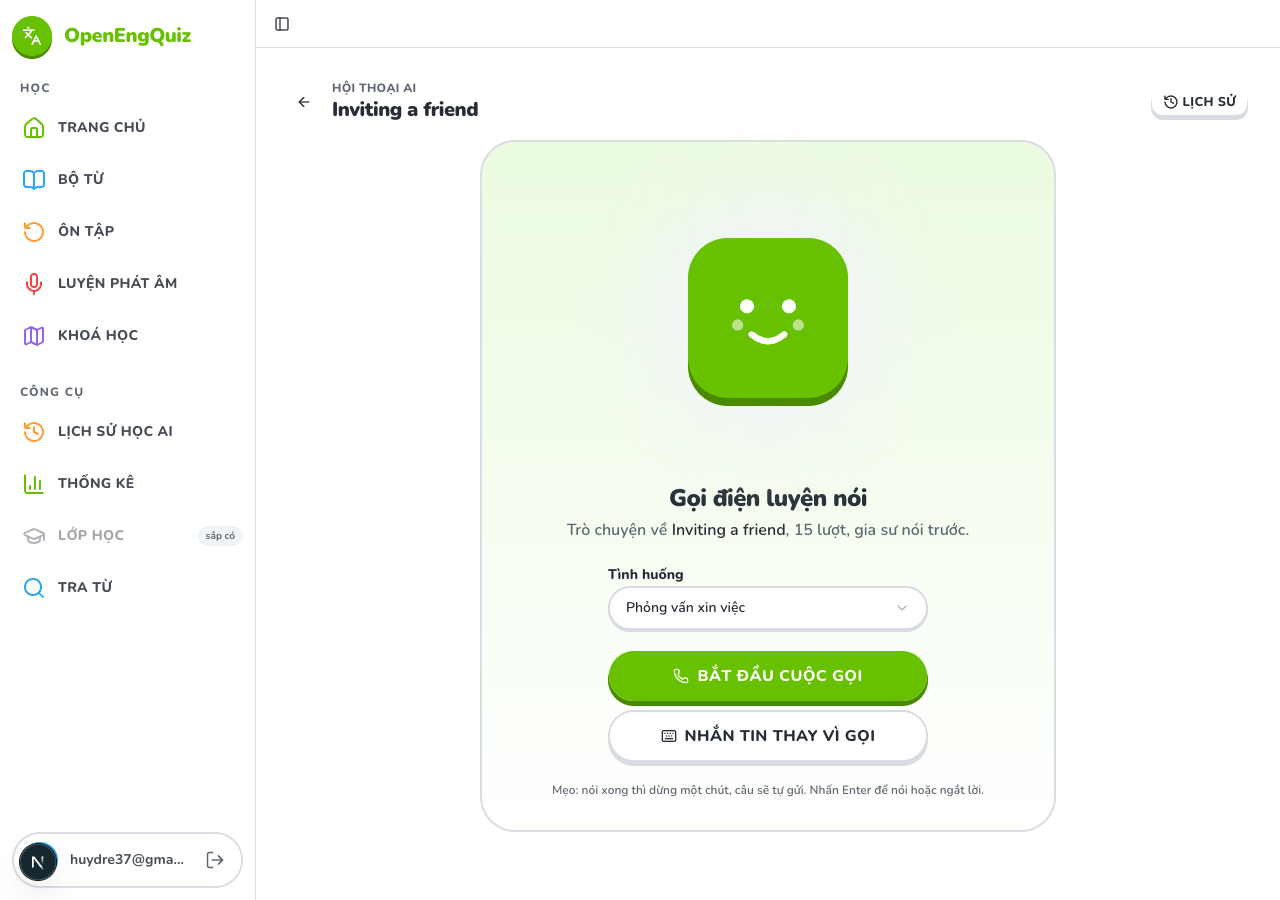 OpenEngQuiz
HỌC
TRANG CHỦ
BỘ TỪ
ÔN TẬP
LUYỆN PHÁT ÂM
KHOÁ HỌC
CÔNG CỤ
LỊCH SỬ HỌC AI
THỐNG KÊ
LỚP HỌC
sắp có
TRA TỪ
N
huydre37@gma...
HỘI THOẠI AI
Inviting a friend
LỊCH SỬ
Gọi điện luyện nói
Trò chuyện về Inviting a friend, 15 lượt, gia sư nói trước.
Tình huống
Phỏng vấn xin việc
BẮT ĐẦU CUỘC GỌI
NHẮN TIN THAY VÌ GỌI
Mẹo: nói xong thì dừng một chút, câu sẽ tự gửi. Nhấn Enter để nói hoặc ngắt lời.